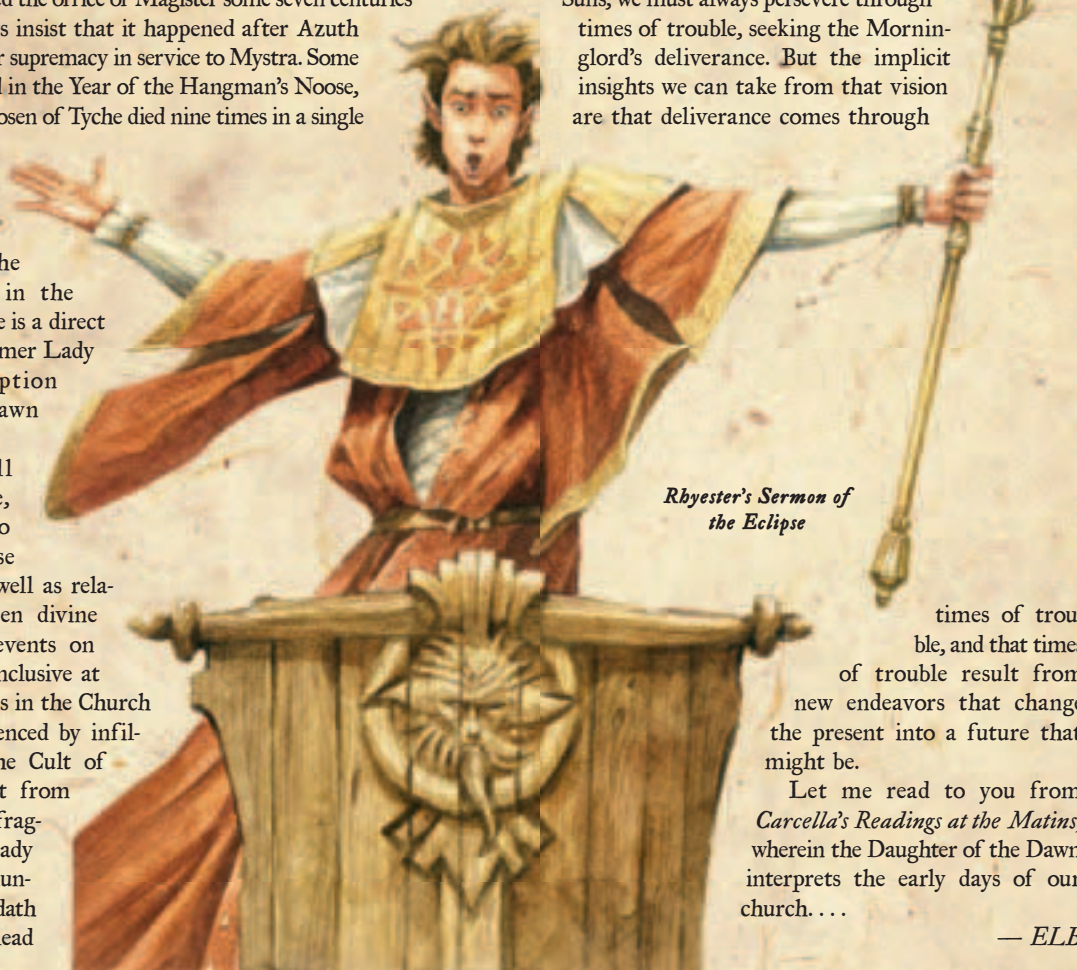 ed the office of Magister some seven centuries
s insist that it happened after Azuth
r supremacy in service to Mystra. Some
l in the Year of the Hangman's Noose,
osen of Tyche died nine times in a single
he
in the
e is a direct
mer Lady
ption
awn
ll
e,
o
se
well as rela-
en divine
events on
nclusive at
s in the Church
enced by infil-
he Cult of
t from
frag-
ady
un-
dath
lead
Suns, we must always persevere through
times of trouble, seeking the Mornin-
glord's deliverance. But the implicit
insights we can take from that vision
are that deliverance comes through
Rhyester's Sermon of
the Eclipse
times of trou
ble, and that time
of trouble result from
new endeavors that change
the present into a future that
might be.
Let me read to you from
Carcella's Readings at the Matins,
wherein the Daughter of the Dawn
interprets the early days of our
church. . . .
— ELE